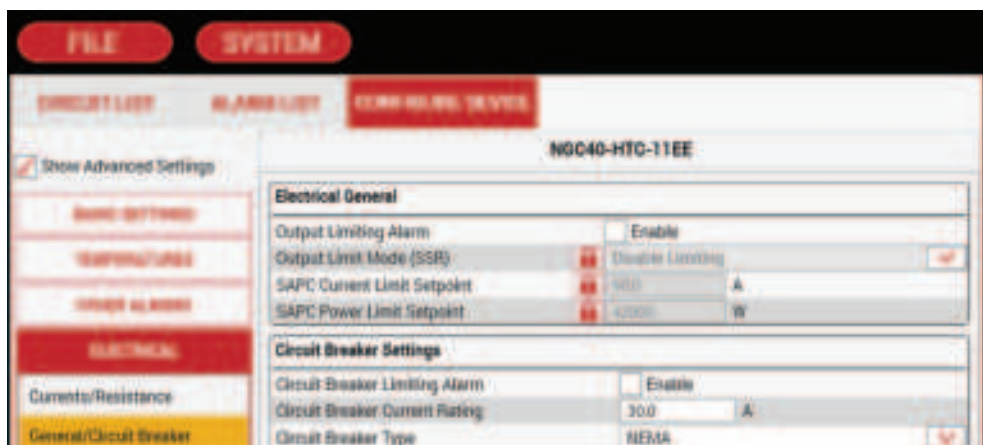 FILE SYSTEM
CIRCUIT LIST ALARM LIST CONFIGURE DEVICE
NGC40-HTC-11EE
Show Advanced Settings
BASIC SETTINGS
TEMPERATURES
OTHER ALARMS
ELECTRICAL
Currents/Resistance
General/Circuit Breaker
Electrical General
Output Limiting Alarm Enable
Output Limit Mode (SSR) Disable Limiting
SAPC Current Limit Setpoint A
SAPC Power Limit Setpoint W
Circuit Breaker Settings
Circuit Breaker Limiting Alarm Enable
Circuit Breaker Current Rating 30.0 A
Circuit Breaker Type NEMA